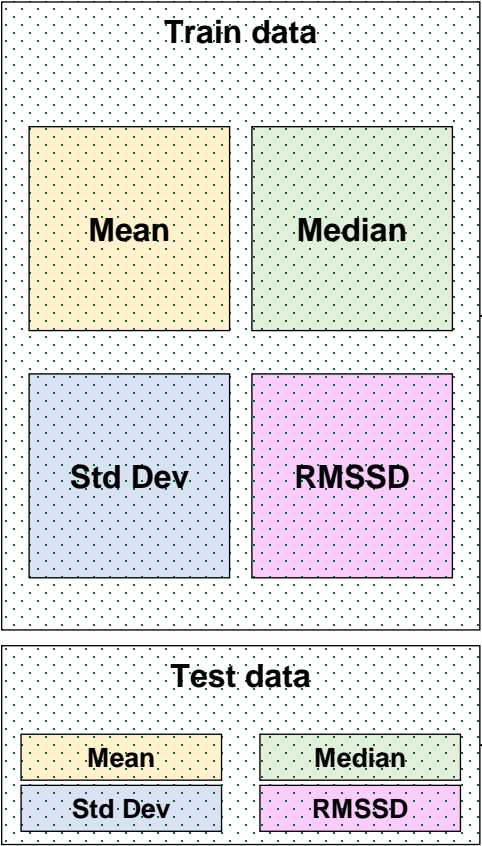 Train data
Mean
Median
Std Dev
RMSSD
Test data
Mean
Median
Std Dev
RMSSD